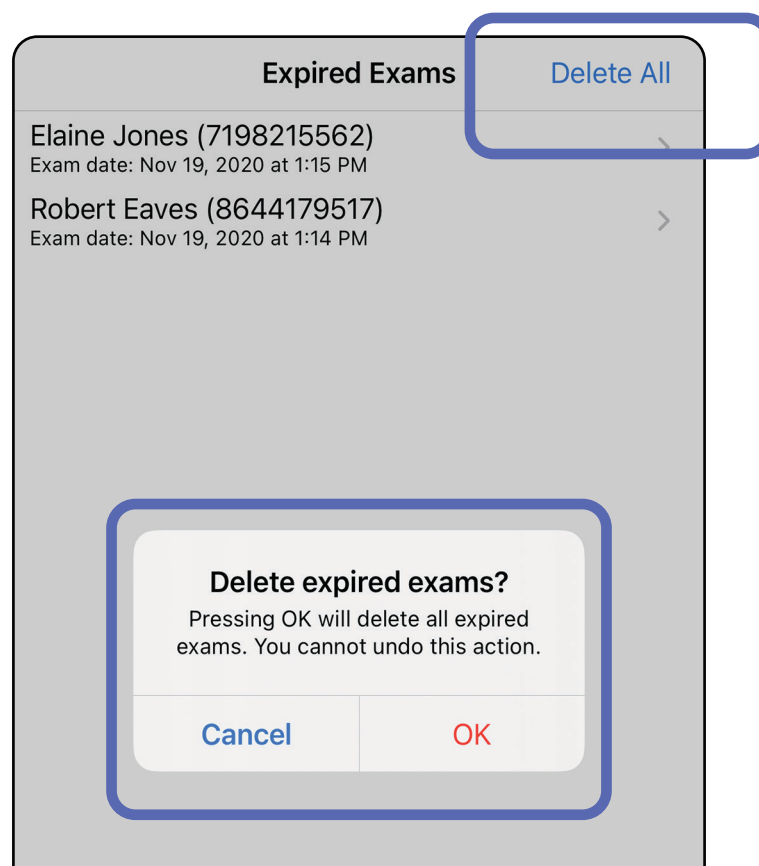 Expired Exams Delete All
Elaine Jones (7198215562)
Exam date: Nov 19, 2020 at 1:15 PM
Robert Eaves (8644179517)
Exam date: Nov 19, 2020 at 1:14 PM
Delete expired exams?
Pressing OK will delete all expired
exams. You cannot undo this action.
Cancel OK